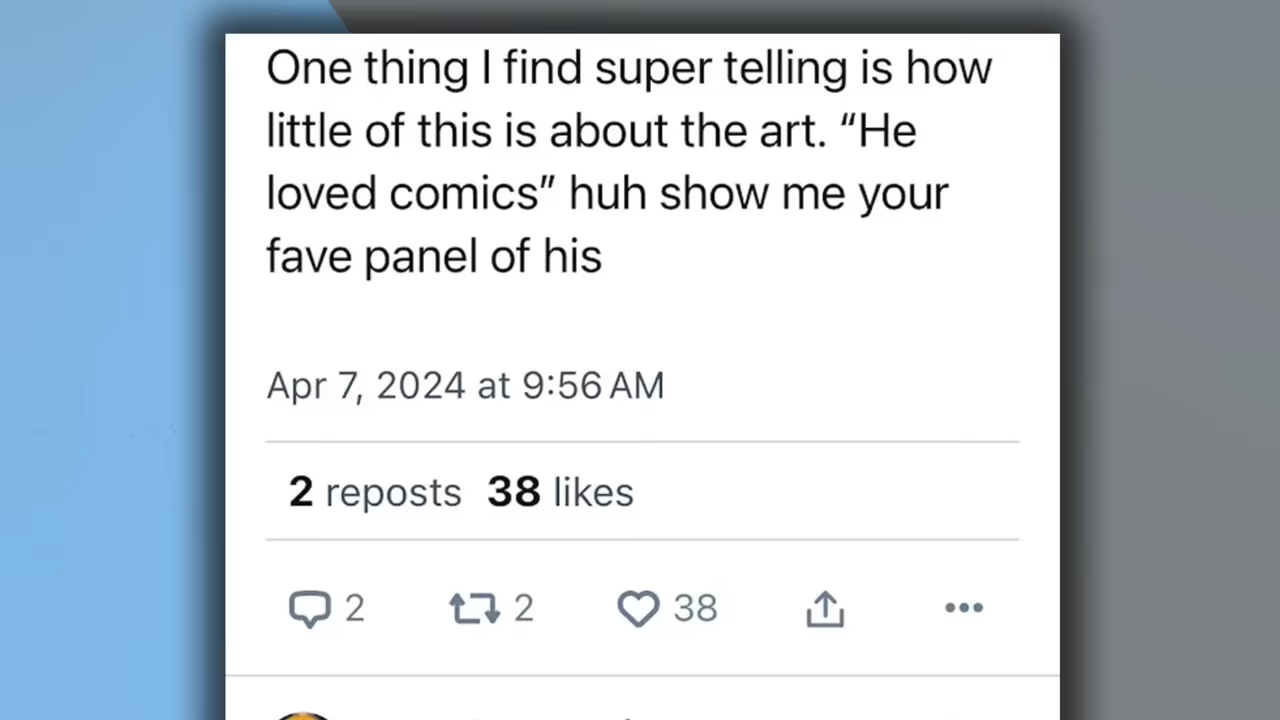 One thing I find super telling is how
little of this is about the art. “He
loved comics” huh show me your
fave panel of his
Apr 7, 2024 at 9:56 AM
2 reposts 38 likes
2 2 38